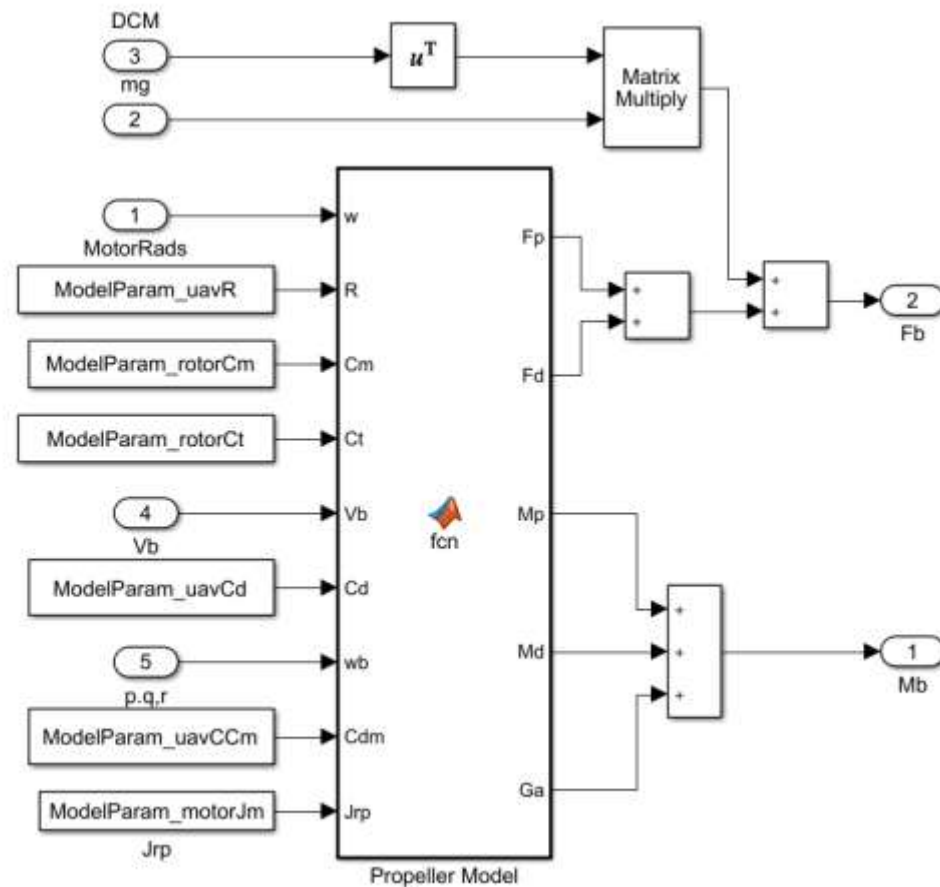 DCM
3
u^T
mg
2
Matrix
Multiply
1
MotorRads
w
Fp
ModelParam_uavR
R
+
+
+
+
2
Fb
ModelParam_rotorCm
Cm
Fd
ModelParam_rotorCt
Ct
4
Vb
Vb
fcn
Mp
ModelParam_uavCd
Cd
+
+
+
5
p.q,r
wb
Md
1
Mb
ModelParam_uavCCm
Cdm
ModelParam_motorJm
Jrp
Jrp
Ga
Propeller Model